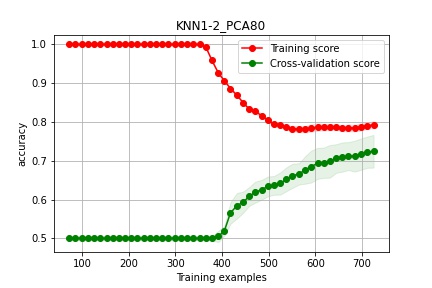 KNN1-2_PCA80
1.0
0.9
0.8
0.7
0.6
0.5
accuracy
Training score
Cross-validation score
100 200 300 400 500 600 700
Training examples